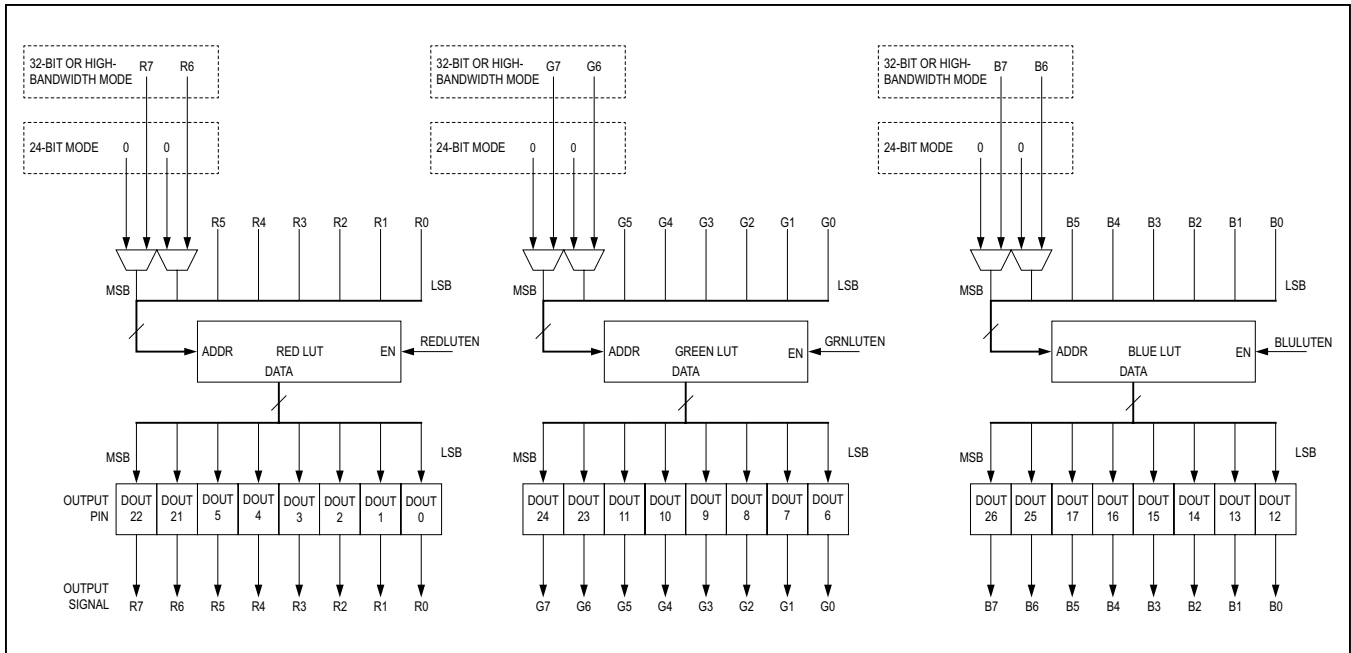 32-BIT OR HIGH-
BANDWIDTH MODE R7 R6
24-BIT MODE 0 0
R5 R4 R3 R2 R1 R0
MSB LSB
ADDR RED LUT EN REDLUTEN
DATA
MSB LSB
OUTPUT PIN
DOUT 22 DOUT 21 DOUT 5 DOUT 4 DOUT 3 DOUT 2 DOUT 1 DOUT 0
OUTPUT SIGNAL
R7 R6 R5 R4 R3 R2 R1 R0
32-BIT OR HIGH-
BANDWIDTH MODE G7 G6
24-BIT MODE 0 0
G5 G4 G3 G2 G1 G0
MSB LSB
ADDR GREEN LUT EN GRNLUTEN
DATA
MSB LSB
DOUT 24 DOUT 23 DOUT 11 DOUT 10 DOUT 9 DOUT 8 DOUT 7 DOUT 6
G7 G6 G5 G4 G3 G2 G1 G0
32-BIT OR HIGH-
BANDWIDTH MODE B7 B6
24-BIT MODE 0 0
B5 B4 B3 B2 B1 B0
MSB LSB
ADDR BLUE LUT EN BLULUTEN
DATA
MSB LSB
DOUT 26 DOUT 25 DOUT 17 DOUT 16 DOUT 15 DOUT 14 DOUT 13 DOUT 12
B7 B6 B5 B4 B3 B2 B1 B0